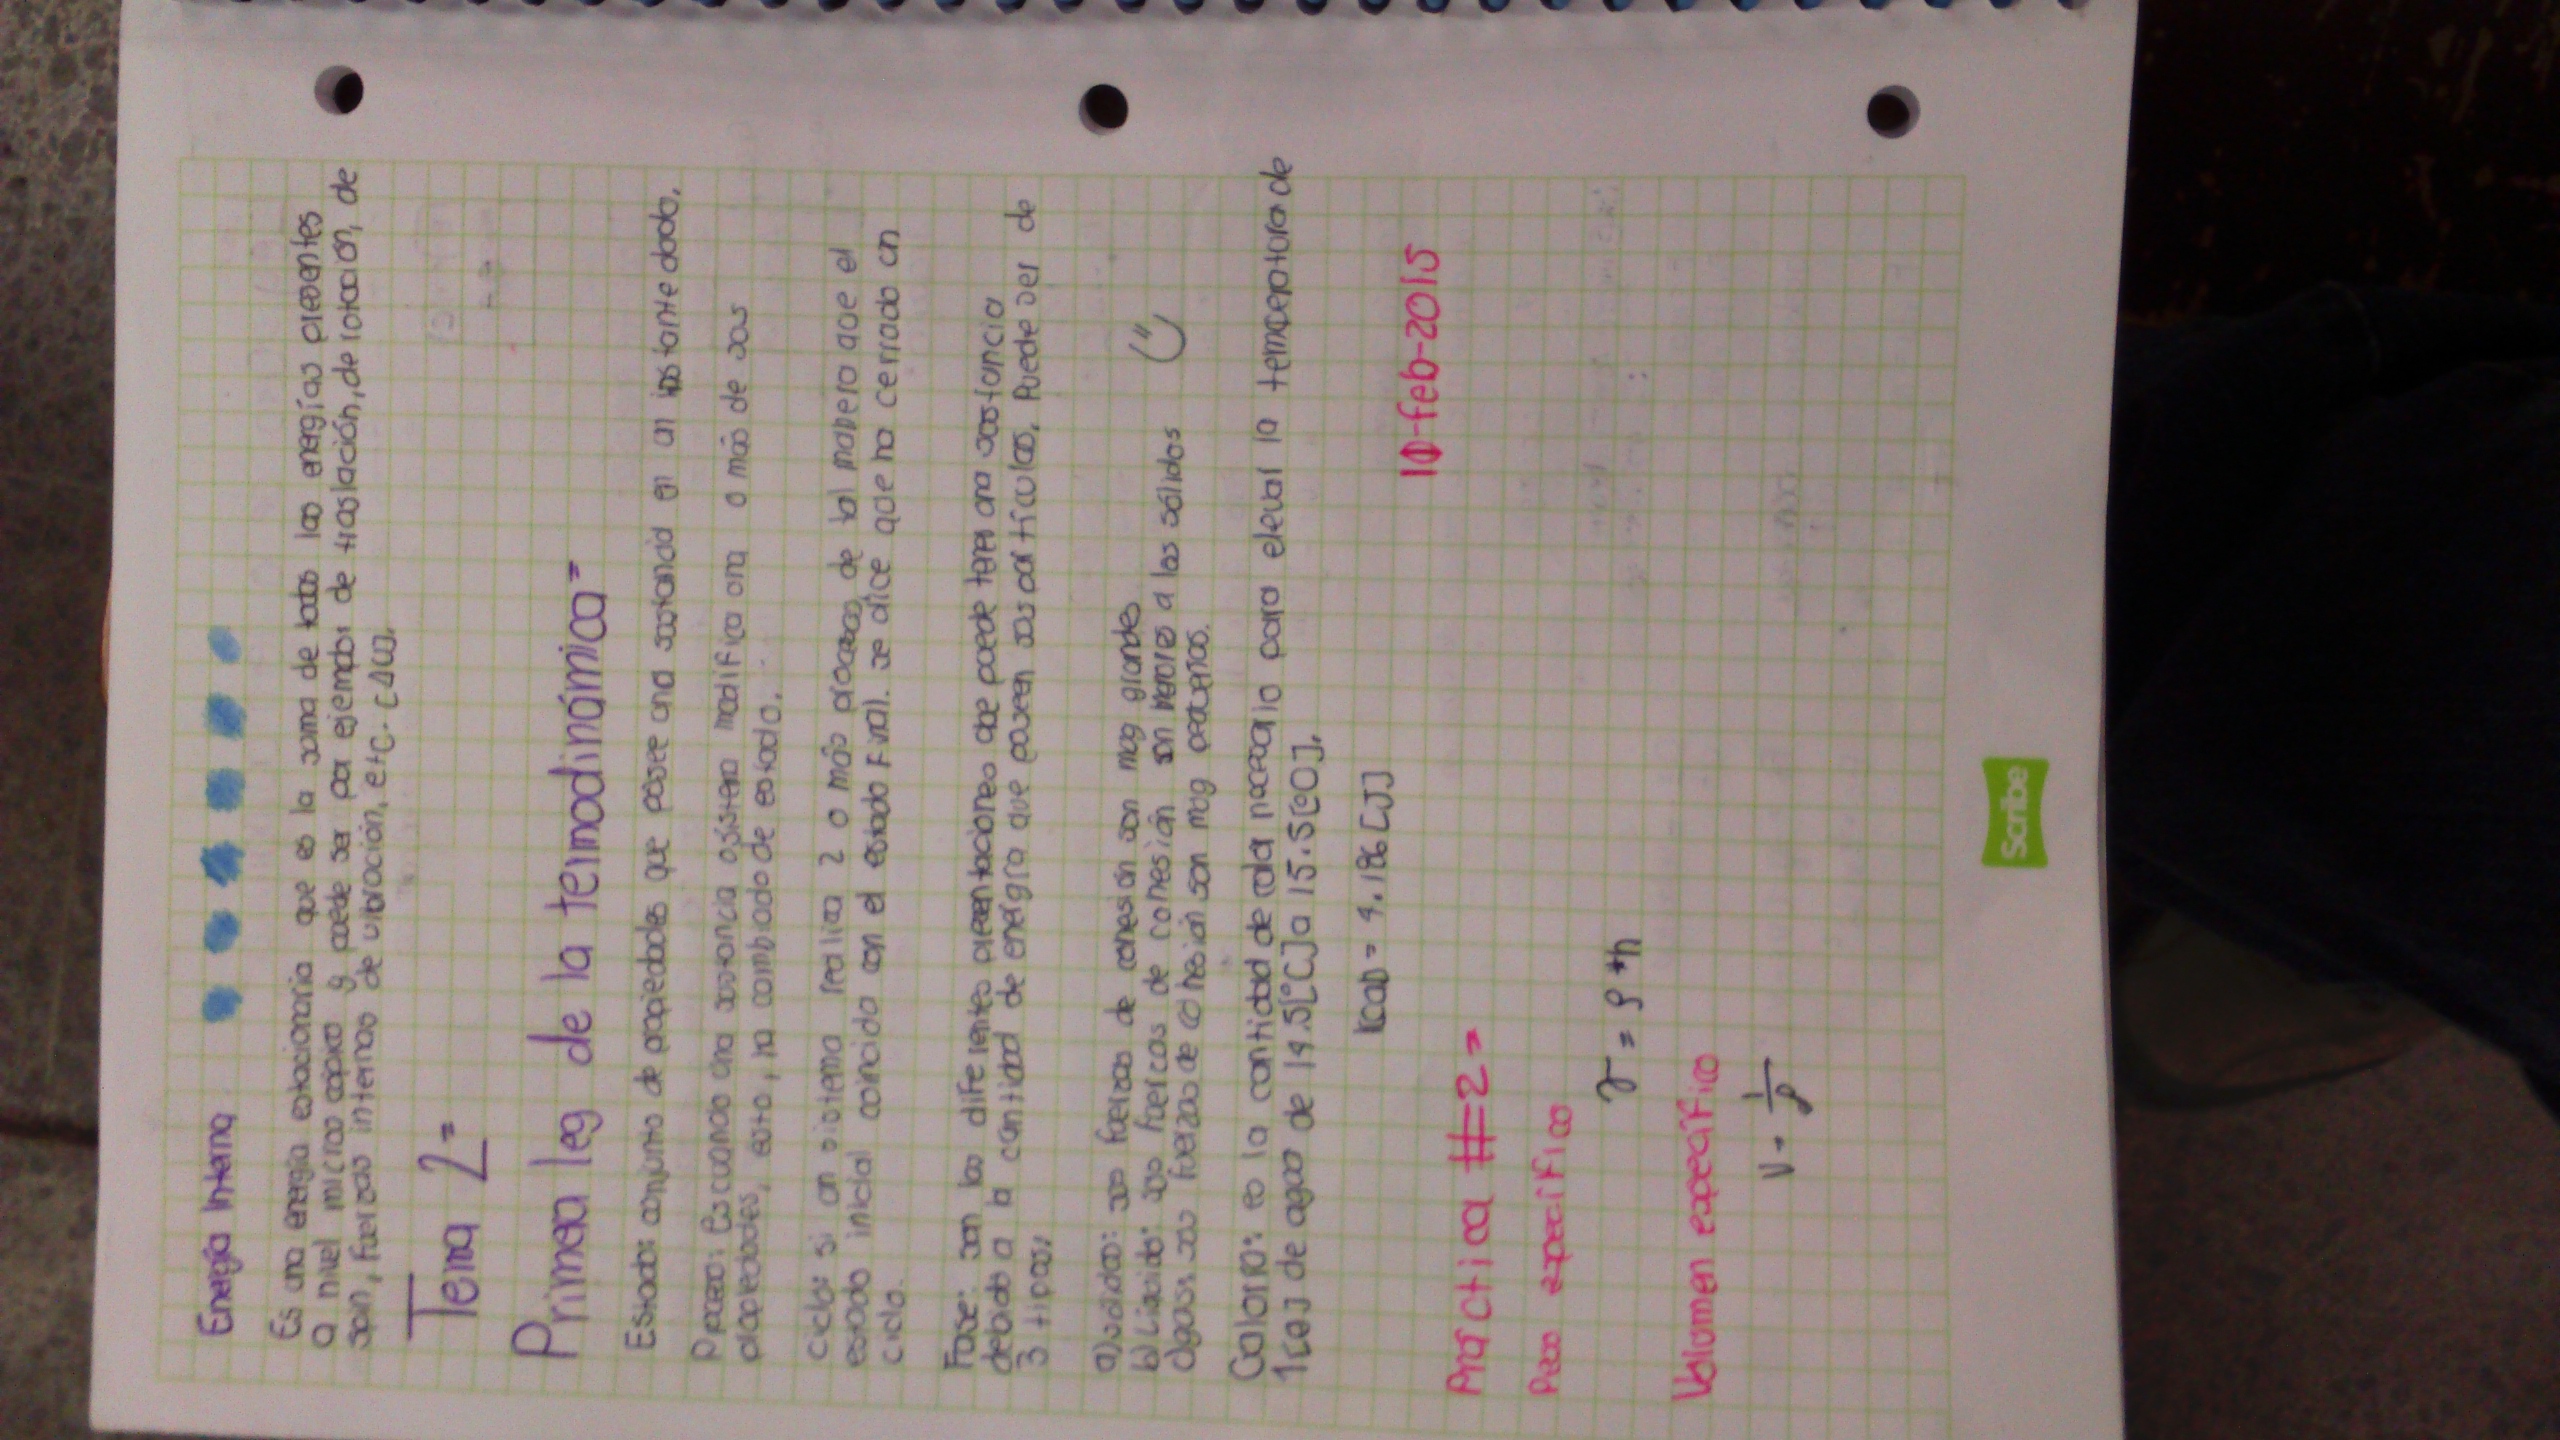 Energía Interna
Es una energía estacionaria que es la suma de todas las energías presentes
a nivel microscópico y puede ser por ejemplo: de traslación, de rotación, de
spin, fuerzas internas de vibración, etc. [ΔU].
Tema 2=
Primera ley de la termodinámica=
Estado: conjunto de propiedades que posee una sustancia en un instante dado.
Proceso: es cuando una sustancia o sistema modifica una o más de sus
propiedades, esto, ha cambiado de estado.
Ciclo: si un sistema realiza 2 o más procesos, de tal manera que el
estado inicial coincida con el estado final. se dice que ha cerrado un
ciclo.
Fase: son las diferentes presentaciones que puede tener una sustancia
debido a la cantidad de energía que poseen sus partículas. Puede ser de
3 tipos:
a) sólidos: sus fuerzas de cohesión son muy grandes
b) Líquido: sus fuerzas de cohesión son menores a las sólidos
c) gas: sus fuerzas de cohesión son muy pequeñas.
Caloría: es la cantidad de calor necesario para elevar la temperatura de
1[g] de agua de 14.5[°C] a 15.5[°C].
1[cal] = 4.186 [J]
10-feb-2015
Práctica #2=
Peso específico
γ = ρ *h
Volumen específico
v = 1/ρ
Scribe